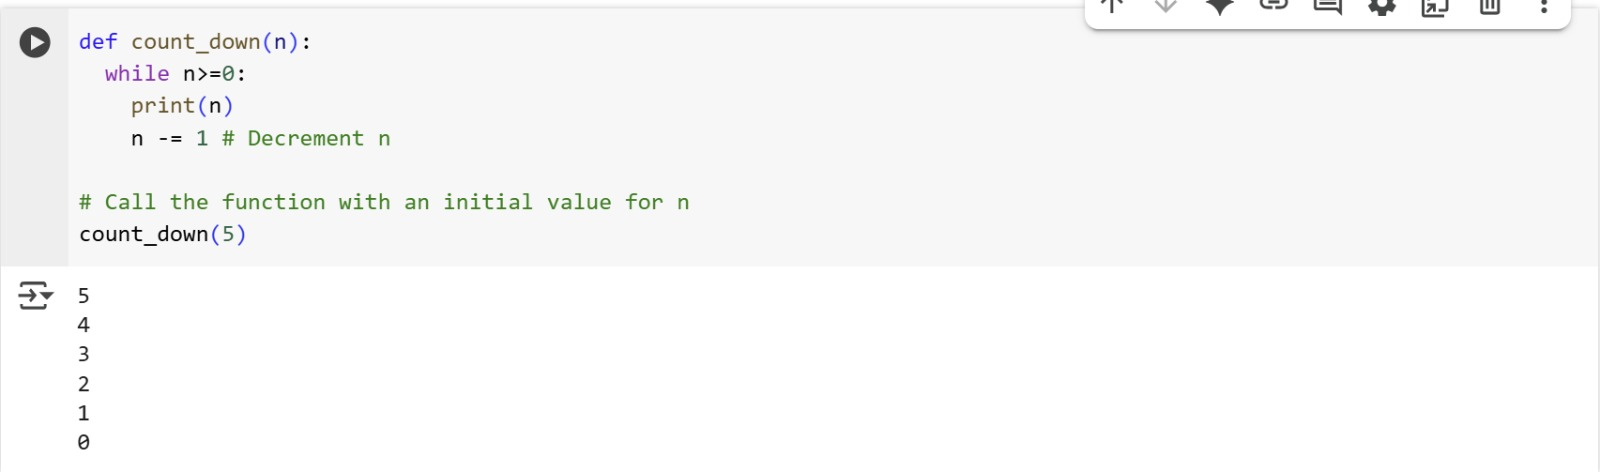 def count_down(n):
  while n>=0:
    print(n)
    n -= 1 # Decrement n

# Call the function with an initial value for n
count_down(5)
5
4
3
2
1
0